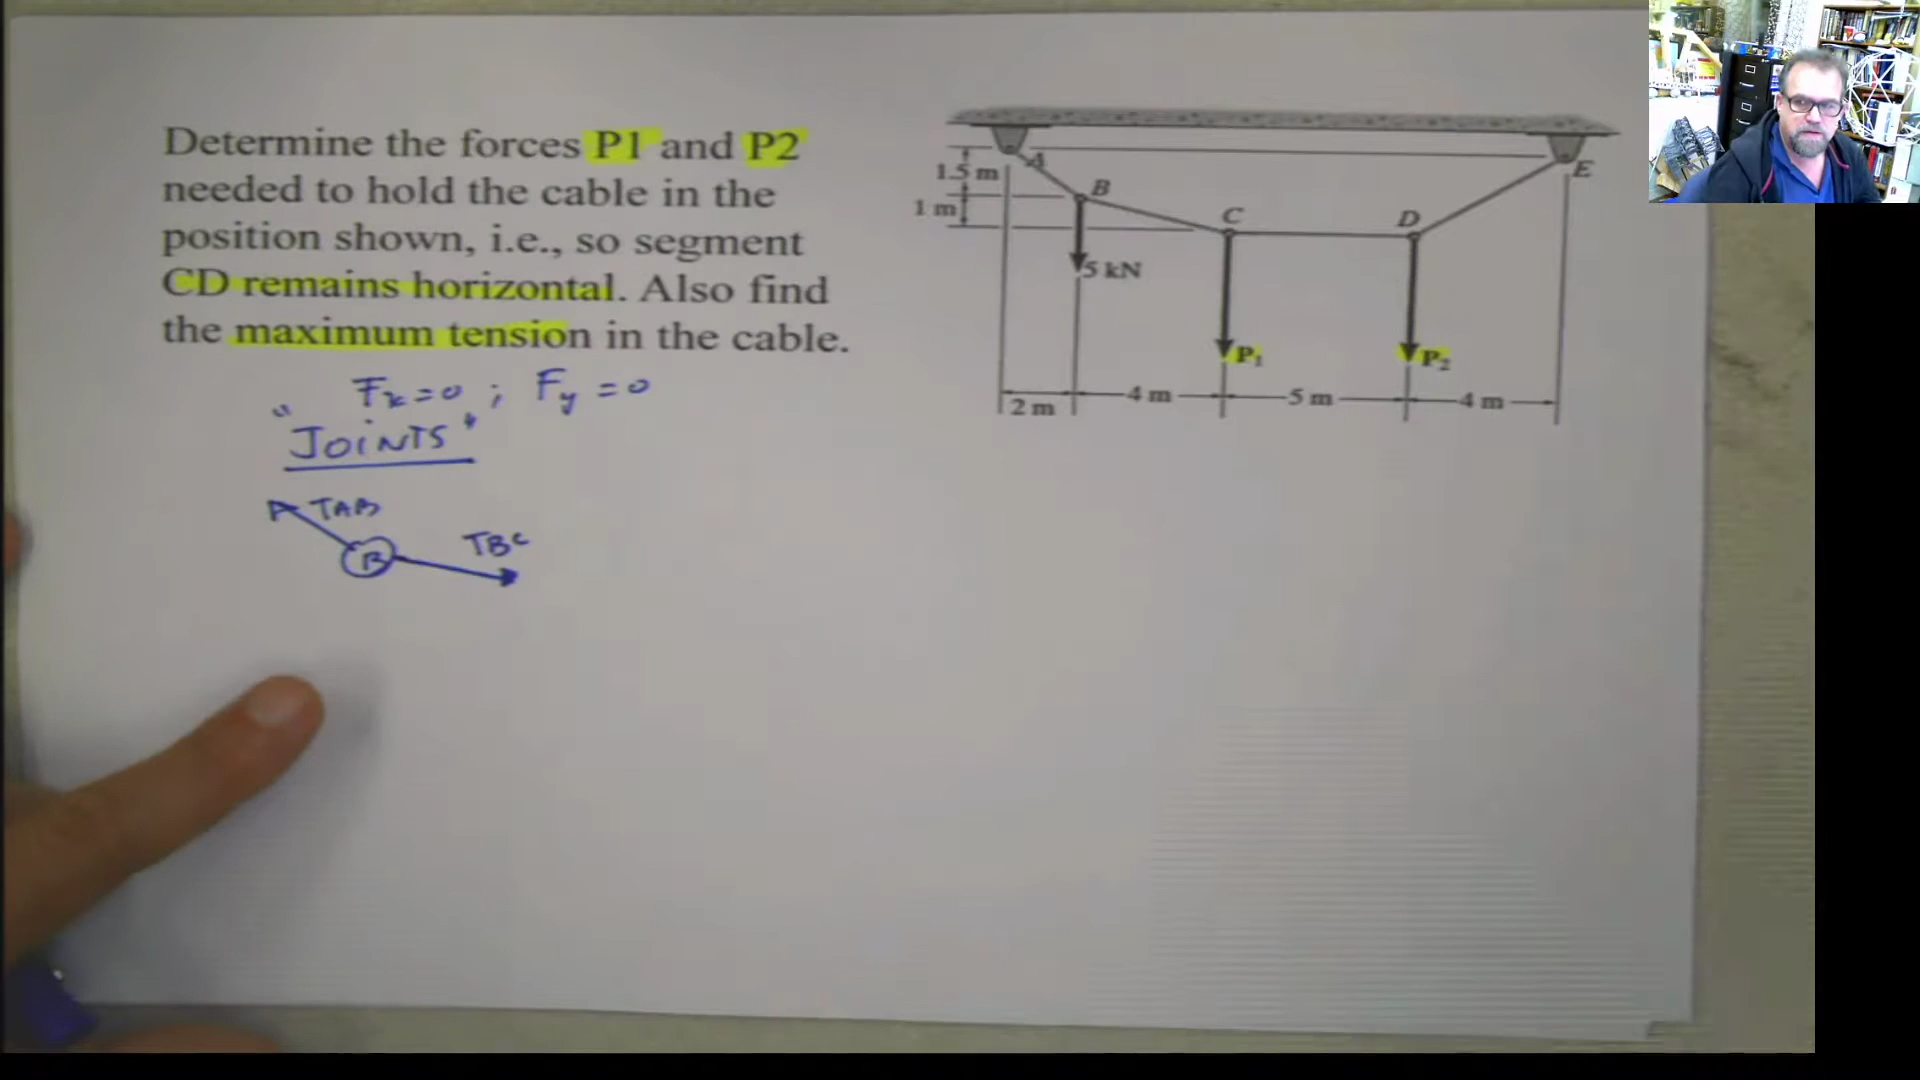 Determine the forces P1 and P2
needed to hold the cable in the
position shown, i.e., so segment
CD remains horizontal. Also find
the maximum tension in the cable.
Fx=0 ; Fy=0
"JOINTS"
TAB
B
TBC
A
E
1.5 m
B
1 m
C
D
5 kN
P₁
P₂
2 m
4 m
5 m
4 m